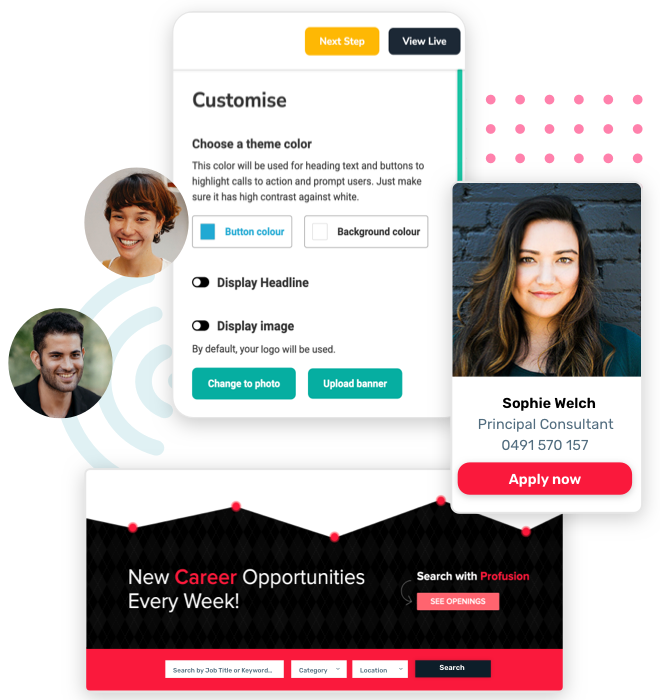 Next Step
View Live
Customise
Choose a theme color
This color will be used for heading text and buttons to
highlight calls to action and prompt users. Just make
sure it has high contrast against white.
Button colour
Background colour
Display Headline
Display image
By default, your logo will be used.
Change to photo
Upload banner
Sophie Welch
Principal Consultant
0491 570 157
Apply now
New Career Opportunities
Every Week!
Search with Profusion
SEE OPENINGS
Search by Job Title or Keyword...
Category
Location
Search